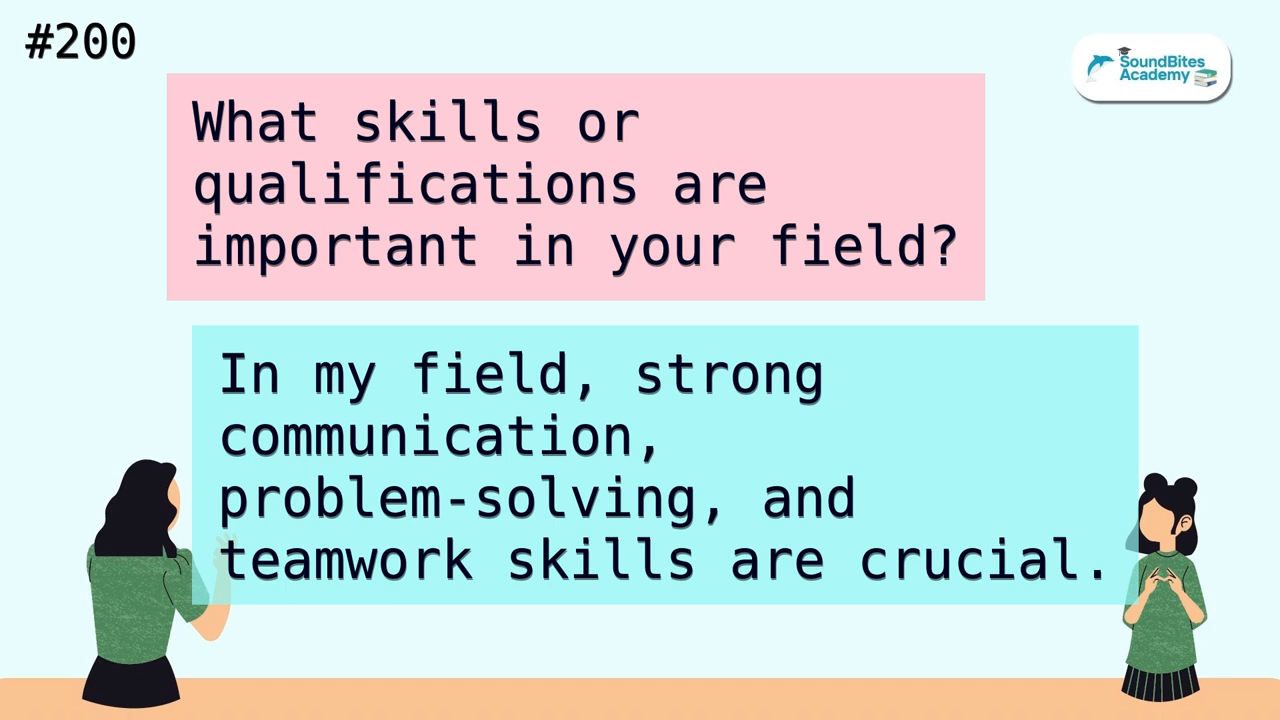 #200
SoundBites
Academy
What skills or
qualifications are
important in your field?
In my field, strong
communication,
problem-solving, and
teamwork skills are crucial.